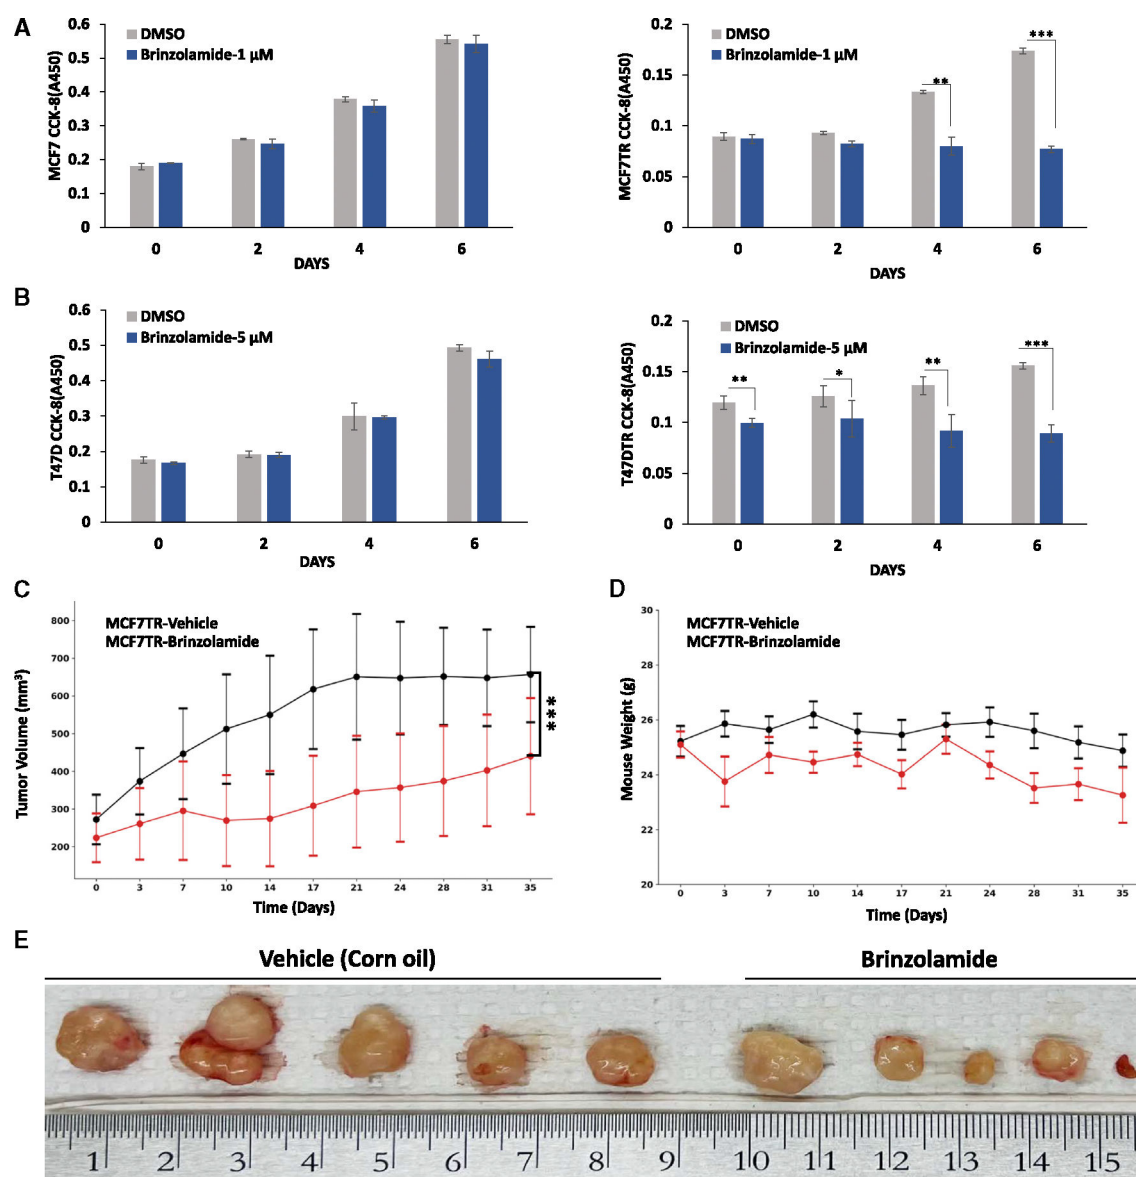 A
MCF7 CCK-8(A450)
0.6
0.5
0.4
0.3
0.2
0.1
0
DMSO
Brinzolamide-1 µM
0 2 4 6
DAYS
MCF7TR CCK-8(A450)
0.2
0.15
0.1
0.05
0
DMSO
Brinzolamide-1 µM
**
***
0 2 4 6
DAYS
B
T47D CCK-8(A450)
0.6
0.5
0.4
0.3
0.2
0.1
0
DMSO
Brinzolamide-5 µM
0 2 4 6
DAYS
T47DTR CCK-8(A450)
0.2
0.15
0.1
0.05
0
DMSO
Brinzolamide-5 µM
**
*
**
***
0 2 4 6
DAYS
C
Tumor Volume (mm³)
800
700
600
500
400
300
200
MCF7TR-Vehicle
MCF7TR-Brinzolamide
***
0 3 7 10 14 17 21 24 28 31 35
Time (Days)
D
Mouse Weight (g)
30
28
26
24
22
20
MCF7TR-Vehicle
MCF7TR-Brinzolamide
0 3 7 10 14 17 21 24 28 31 35
Time (Days)
E
Vehicle (Corn oil) Brinzolamide
1 2 3 4 5 6 7 8 9 10 11 12 13 14 15